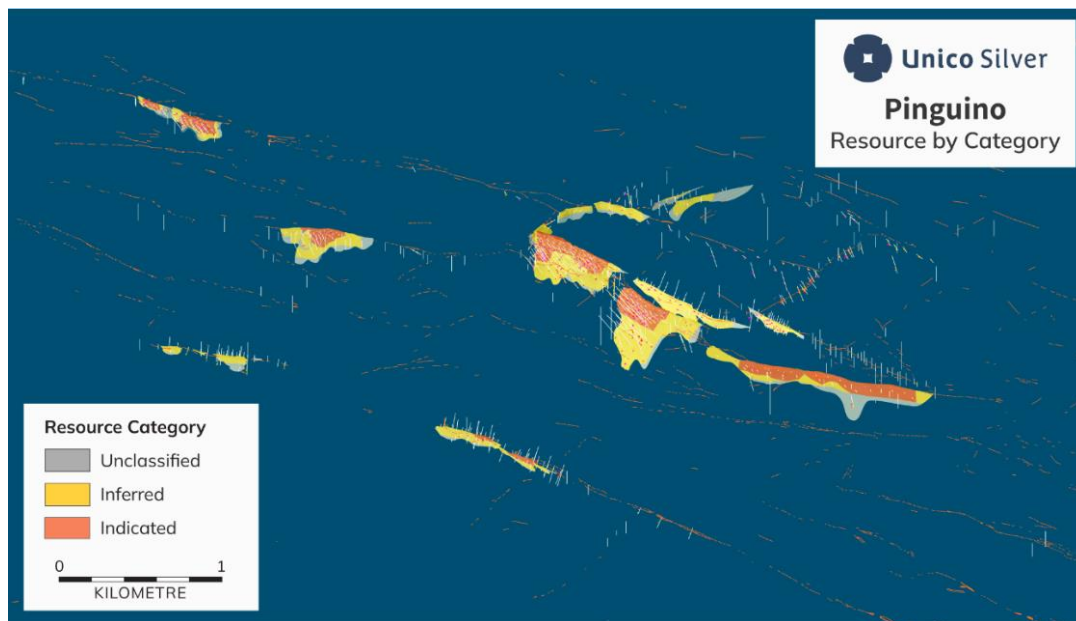 Unico Silver
Pinguino
Resource by Category
Resource Category
Unclassified
Inferred
Indicated
0 1
KILOMETRE